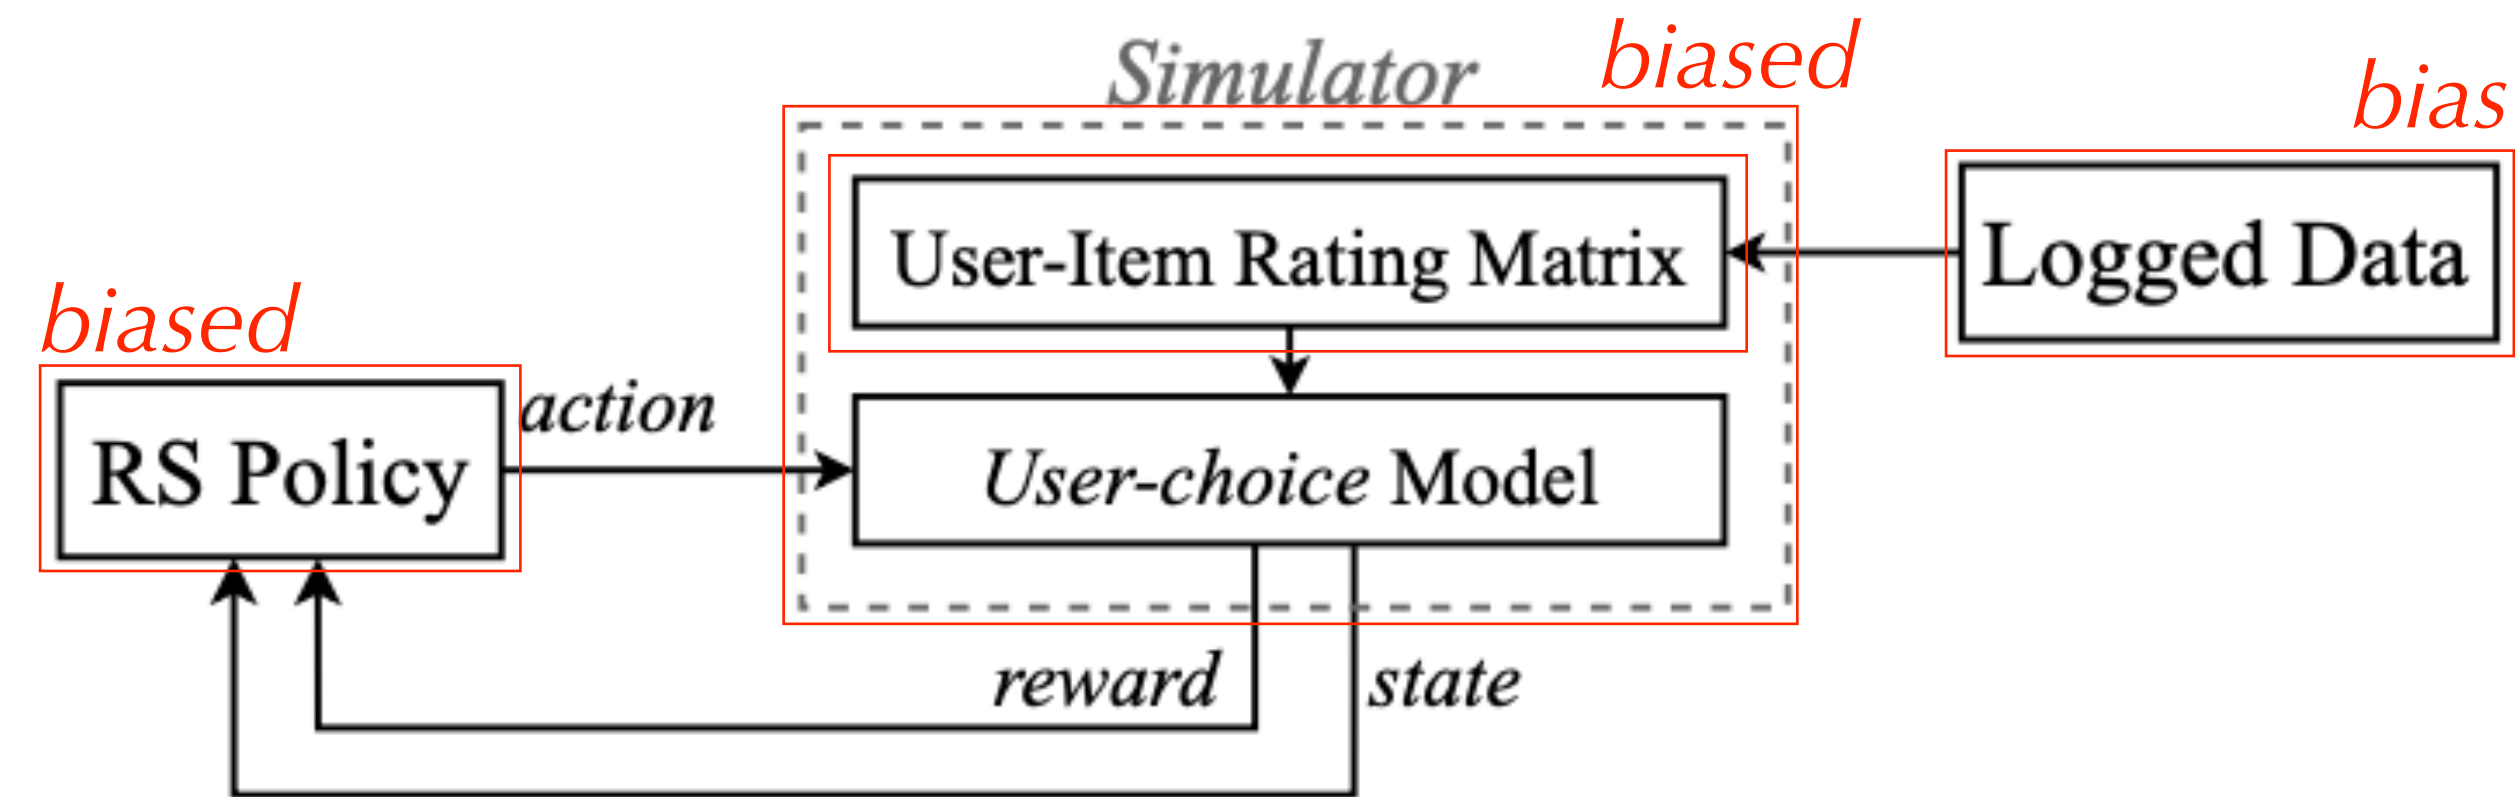 Simulator
biased
bias
User-Item Rating Matrix
Logged Data
biased
action
RS Policy
User-choice Model
reward
state